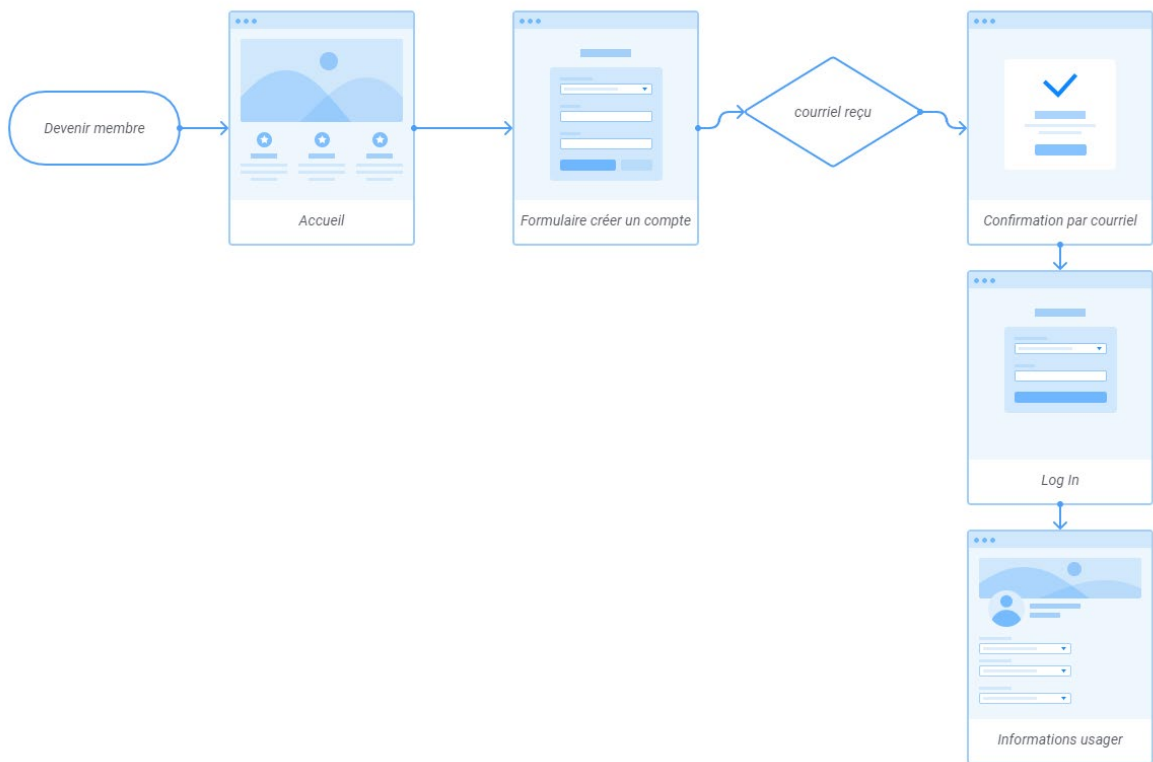 Devenir membre
Accueil
Formulaire créer un compte
courriel reçu
Confirmation par courriel
Log In
Informations usager